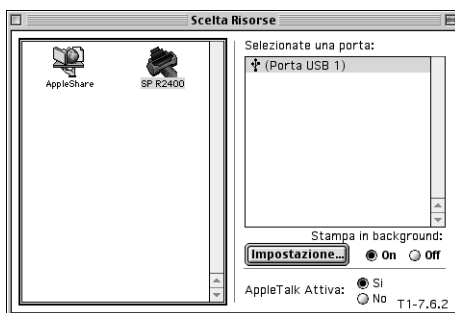 Scelta Risorse
AppleShare
SP R2400
Selezionate una porta:
(Porta USB 1)
Stampa in background:
Impostazione...
On
Off
AppleTalk Attiva:
Si
No
T1-7.6.2